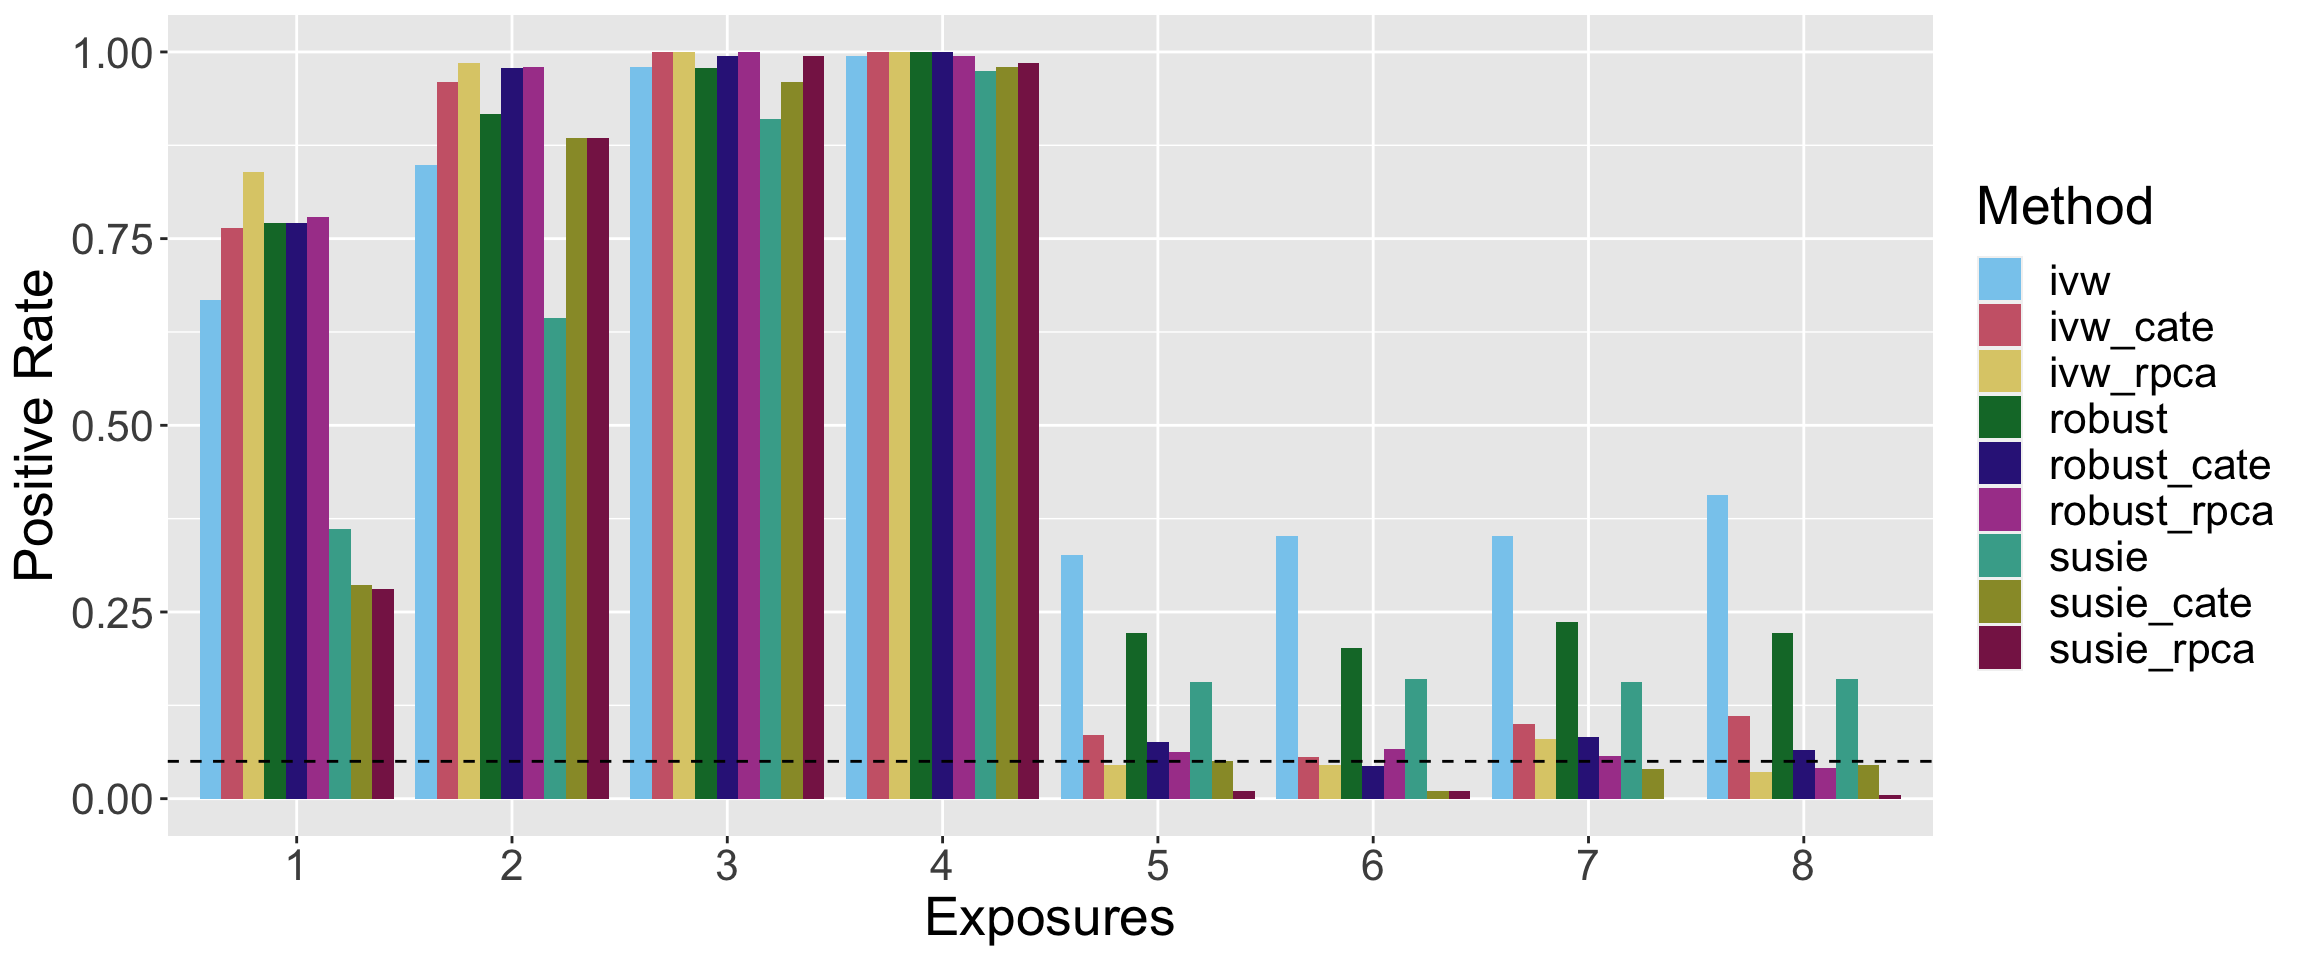 Positive Rate
1.00
0.75
0.50
0.25
0.00
1 2 3 4 5 6 7 8
Exposures
Method
ivw
ivw_cate
ivw_rpca
robust
robust_cate
robust_rpca
susie
susie_cate
susie_rpca